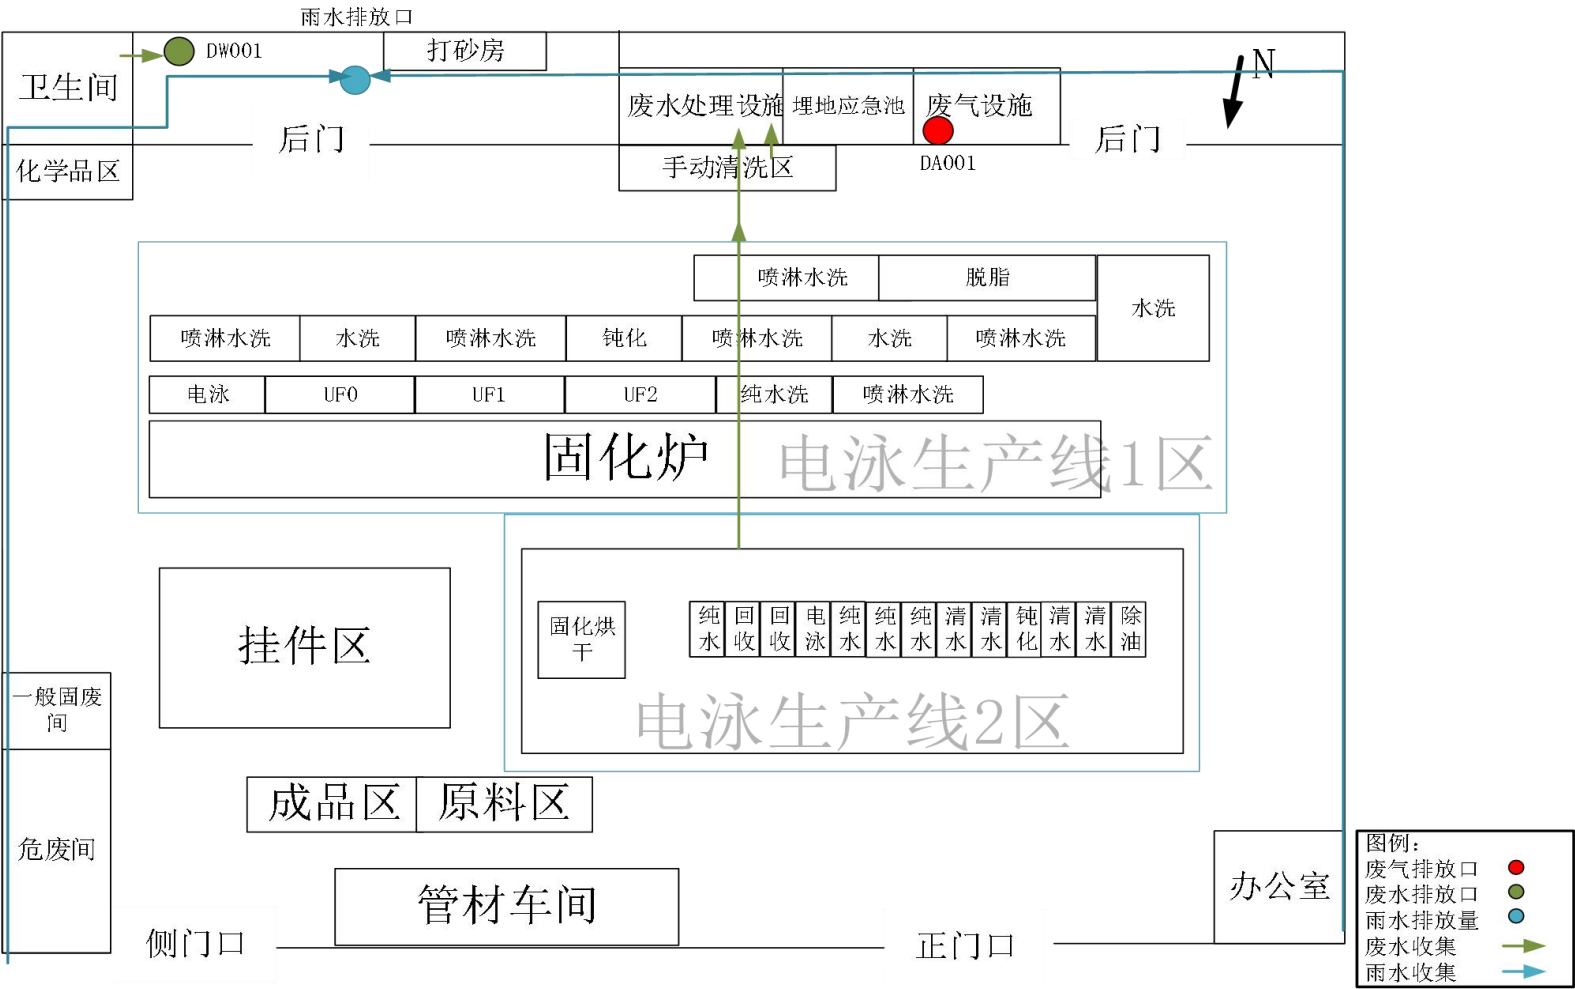 雨水排放口
DW001
打砂房
N
卫生间
废水处理设施
埋地应急池
废气设施
后门
后门
化学品区
手动清洗区
DA001
喷淋水洗
脱脂
水洗
喷淋水洗
水洗
喷淋水洗
钝化
喷淋水洗
水洗
喷淋水洗
电泳
UF0
UF1
UF2
纯水洗
喷淋水洗
固化炉
电泳生产线1区
挂件区
固化烘
干
纯水
回收
回收
电泳
纯水
纯水
纯水
清水
清水
钝化
清水
清水
除油
电泳生产线2区
一般固废
间
成品区
原料区
危废间
管材车间
办公室
侧门口
正门口
图例：
废气排放口
废水排放口
雨水排放量
废水收集
雨水收集